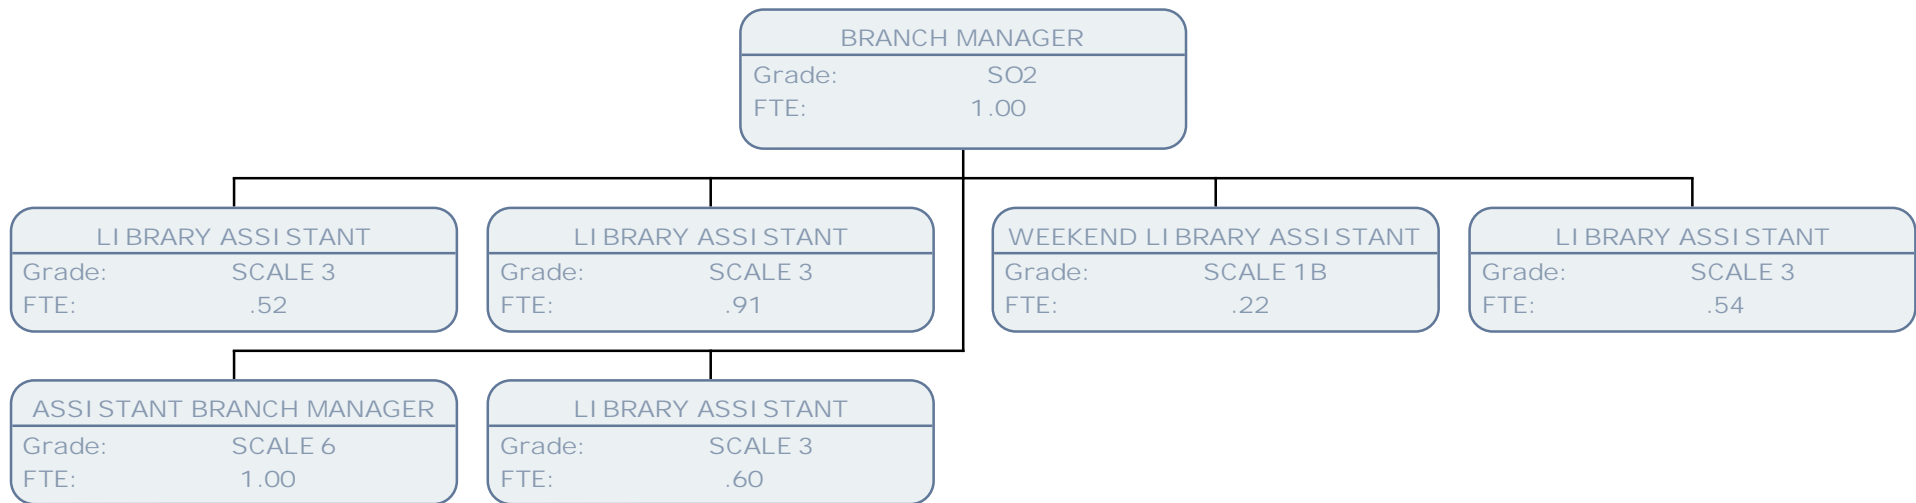 BRANCH MANAGER
Grade: SO2
FTE: 1.00
LIBRARY ASSISTANT
Grade: SCALE 3
FTE: .52
LIBRARY ASSISTANT
Grade: SCALE 3
FTE: .91
WEEKEND LIBRARY ASSISTANT
Grade: SCALE 1B
FTE: .22
LIBRARY ASSISTANT
Grade: SCALE 3
FTE: .54
ASSISTANT BRANCH MANAGER
Grade: SCALE 6
FTE: 1.00
LIBRARY ASSISTANT
Grade: SCALE 3
FTE: .60